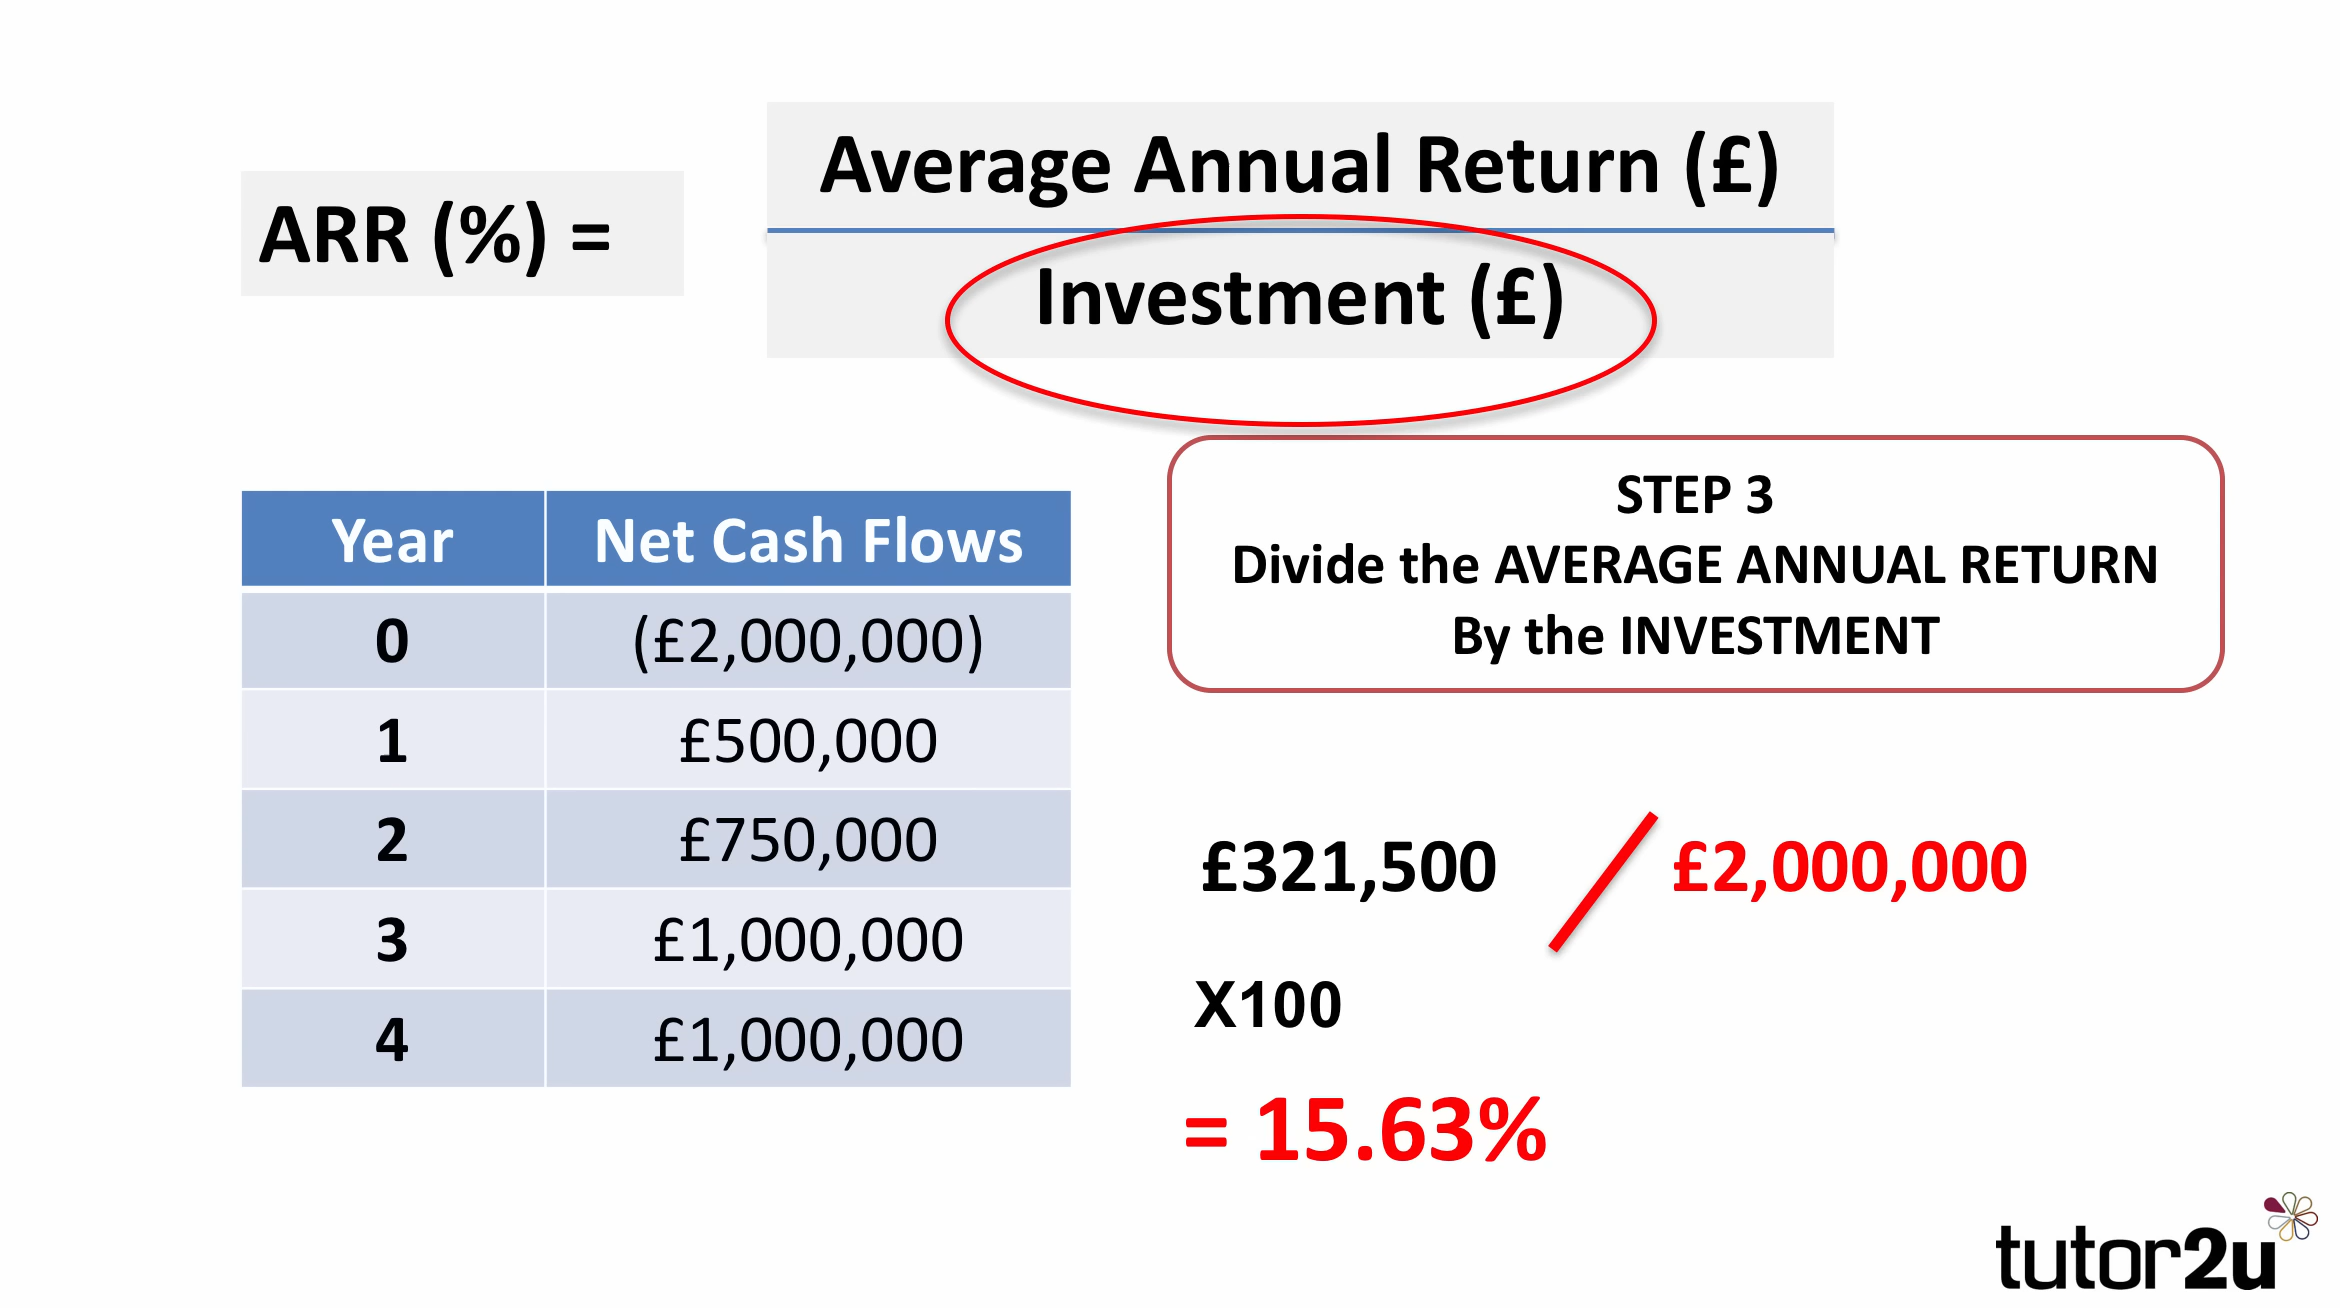 Average Annual Return (£)
ARR (%) =
Investment (£)
STEP 3
Divide the AVERAGE ANNUAL RETURN
By the INVESTMENT
Year Net Cash Flows
0 (£2,000,000)
1 £500,000
2 £750,000
3 £1,000,000
4 £1,000,000
£321,500 / £2,000,000
X100
= 15.63%
tutor2u